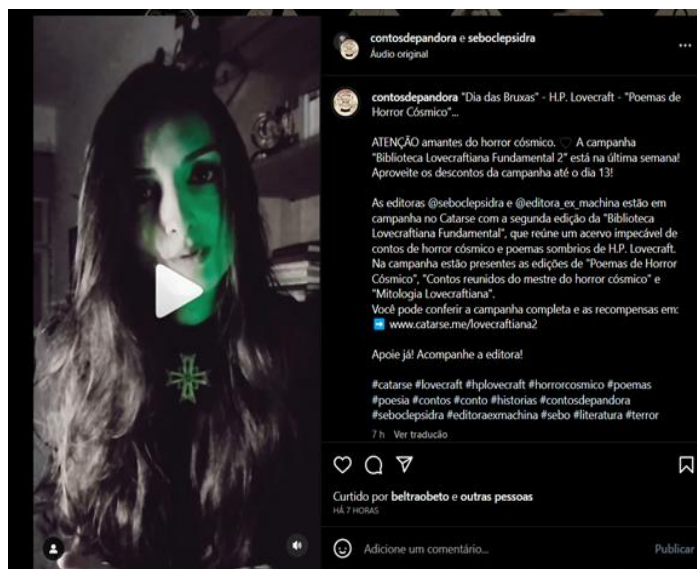 contosdepandora e seboclepsidra
Áudio original
contosdepandora "Dia das Bruxas" - H.P. Lovecraft - "Poemas de
Horror Cósmico"...
ATENÇÃO amantes do horror cósmico. 🖤 A campanha
"Biblioteca Lovecraftiana Fundamental 2" está na última semana!
Aproveite os descontos da campanha até o dia 13!
As editoras @seboclepsidra e @editora_ex_machina estão em
campanha no Catarse com a segunda edição da "Biblioteca
Lovecraftiana Fundamental", que reúne um acervo impecável de
contos de horror cósmico e poemas sombrios de H.P. Lovecraft.
Na campanha estão presentes as edições de "Poemas de Horror
Cósmico", "Contos reunidos do mestre do horror cósmico" e
"Mitologia Lovecraftiana".
Você pode conferir a campanha completa e as recompensas em:
➡️ www.catarse.me/lovecraftiana2
Apoie já! Acompanhe a editora!
#catarse #lovecraft #hplovecraft #horrorcosmico #poemas
#poesia #contos #conto #historias #contosdepandora
#seboclepsidra #editoraexmachina #sebo #literatura #terror
7 h Ver tradução
Curtido por beltraobeto e outras pessoas
HÁ 7 HORAS
Adicione um comentário... Publicar